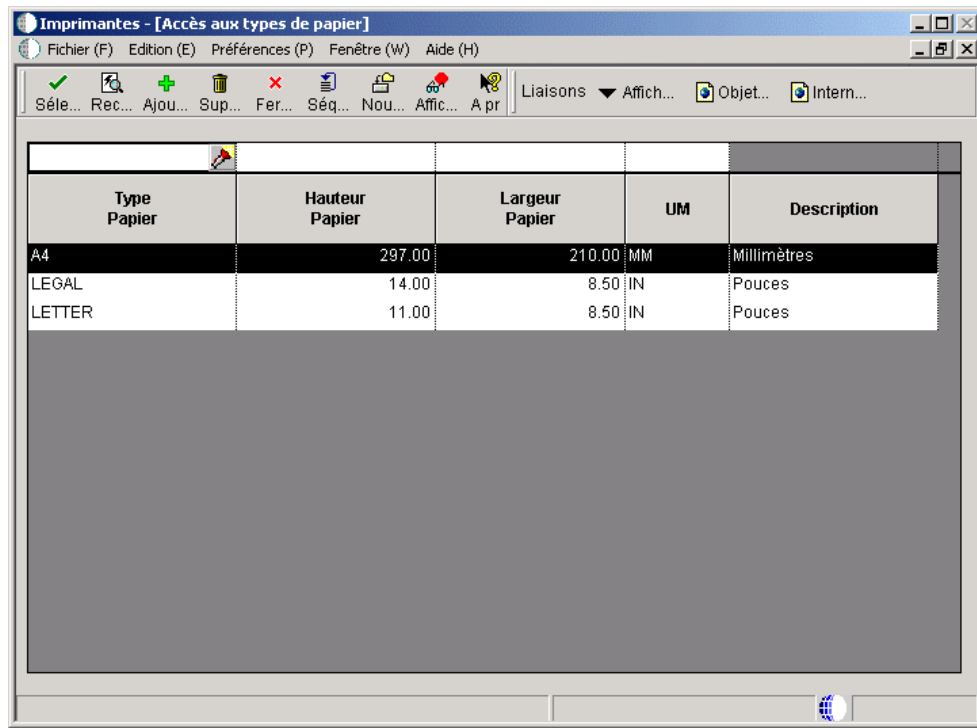 Imprimantes - [Accès aux types de papier]
Fichier (F) Edition (E) Préférences (P) Fenêtre (W) Aide (H)
Séle... Rec... Ajou... Sup... Fer... Séq... Nou... Affic... A pr Liaisons Affich... Objet... Intern...
Type Papier Hauteur Papier Largeur Papier UM Description
A4 297.00 210.00 MM Millimètres
LEGAL 14.00 8.50 IN Pouces
LETTER 11.00 8.50 IN Pouces